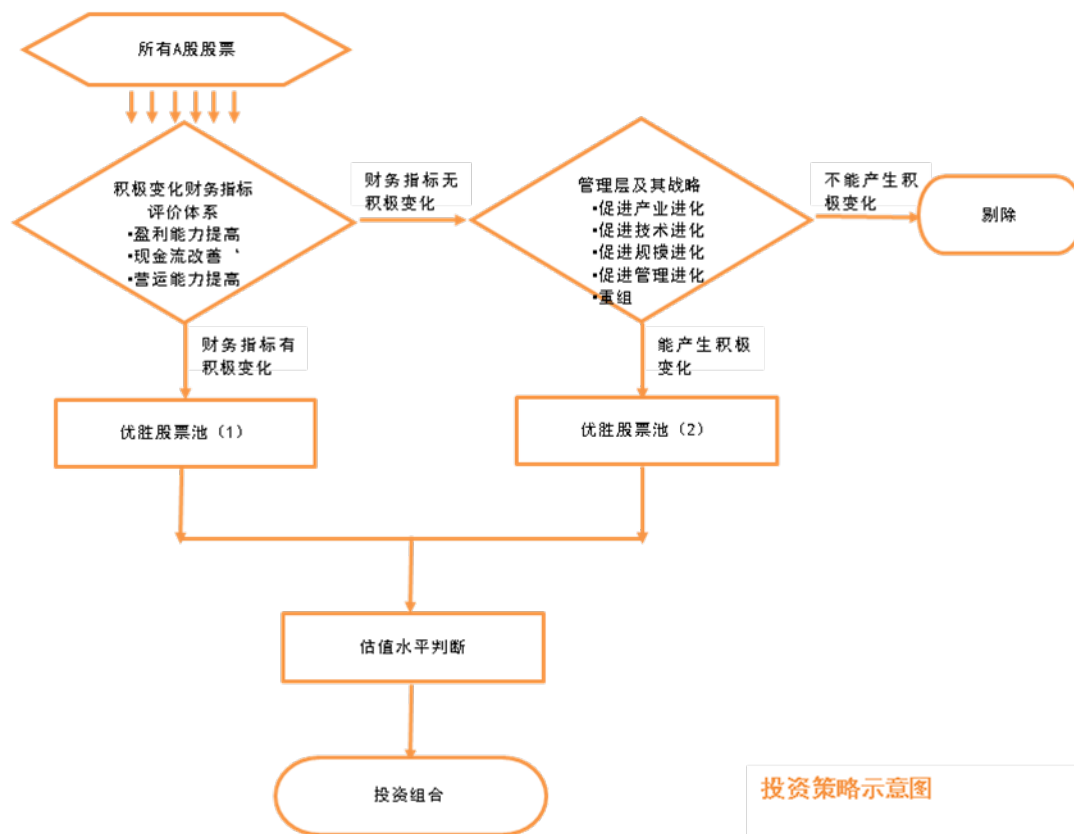 所有A股股票
积极变化财务指标
评价体系
▪盈利能力提高
▪现金流改善、
▪营运能力提高
财务指标无
积极变化
管理层及其战略
▪促进产业进化
▪促进技术进化
▪促进规模进化
▪促进管理进化
▪重组
不能产生积
极变化
剔除
财务指标有
积极变化
能产生积极
变化
优胜股票池（1）
优胜股票池（2）
估值水平判断
投资组合
投资策略示意图